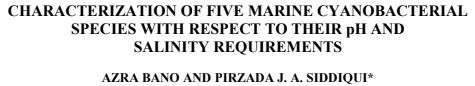 CHARACTERIZATION OF FIVE MARINE CYANOBACTERIAL
SPECIES WITH RESPECT TO THEIR pH AND
SALINITY REQUIREMENTS
AZRA BANO AND PIRZADA J. A. SIDDIQUI*